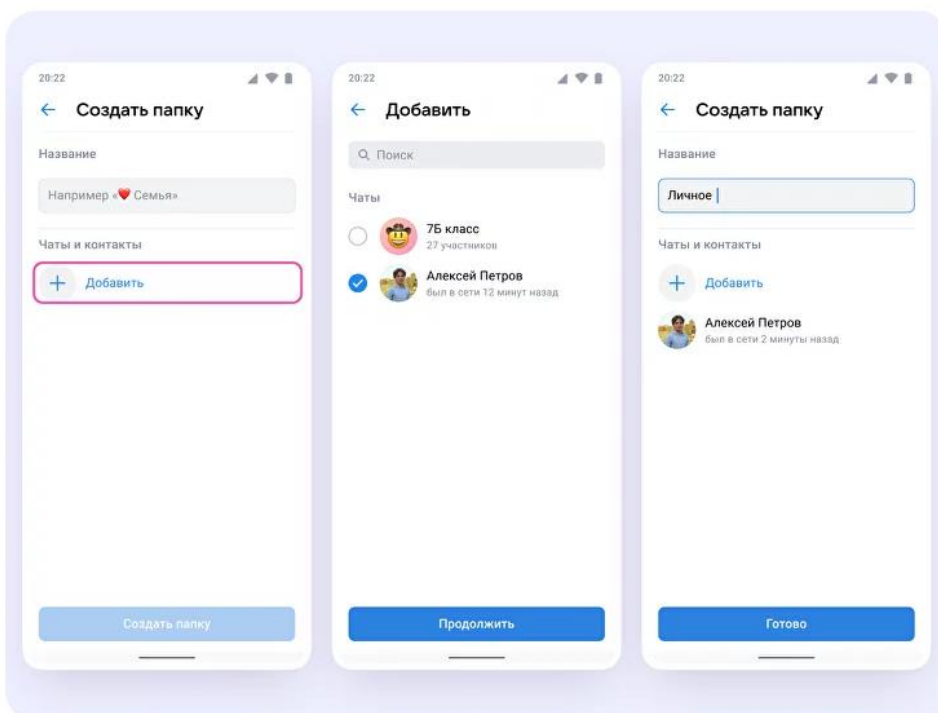 20:22
Создать папку
Название
Например «❤️ Семья»
Чаты и контакты
Добавить
Создать папку
20:22
Добавить
Поиск
Чаты
7Б класс
27 участников
Алексей Петров
был в сети 12 минут назад
Продолжить
20:22
Создать папку
Название
Личное
Чаты и контакты
Добавить
Алексей Петров
был в сети 2 минуты назад
Готово